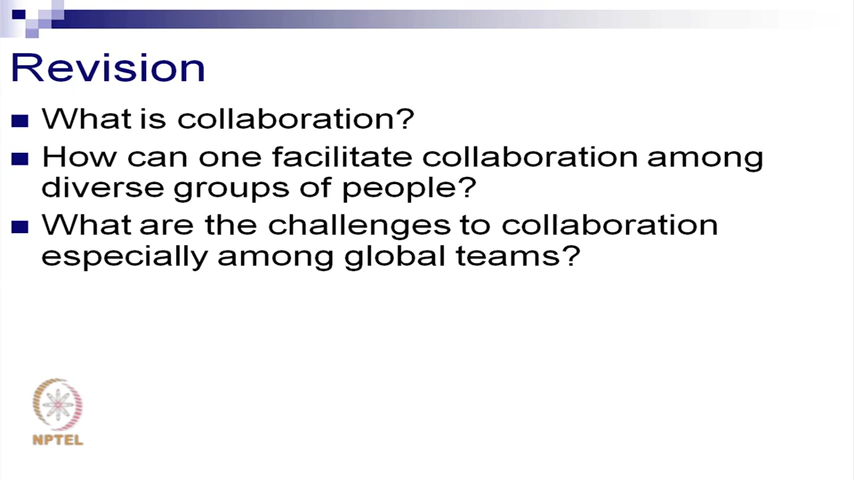 Revision
What is collaboration?
How can one facilitate collaboration among
diverse groups of people?
What are the challenges to collaboration
especially among global teams?
NPTEL